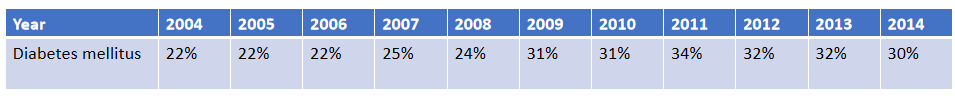 Year 2004 2005 2006 2007 2008 2009 2010 2011 2012 2013 2014
Diabetes mellitus 22% 22% 22% 25% 24% 31% 31% 34% 32% 32% 30%